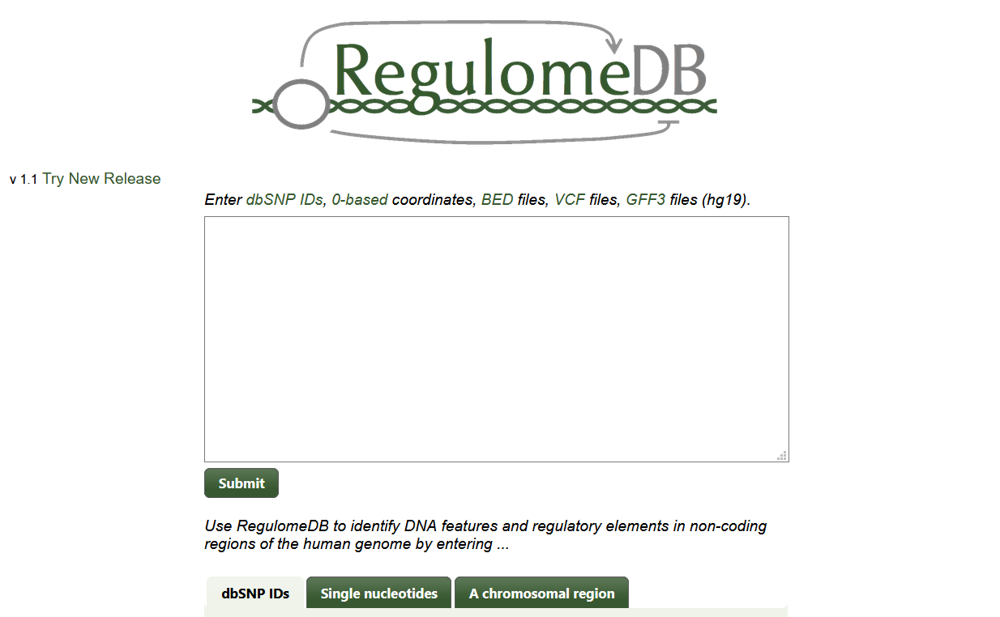 RegulomeDB
v 1.1 Try New Release
Enter dbSNP IDs, 0-based coordinates, BED files, VCF files, GFF3 files (hg19).
Submit
Use RegulomeDB to identify DNA features and regulatory elements in non-coding
regions of the human genome by entering ...
dbSNP IDs
Single nucleotides
A chromosomal region